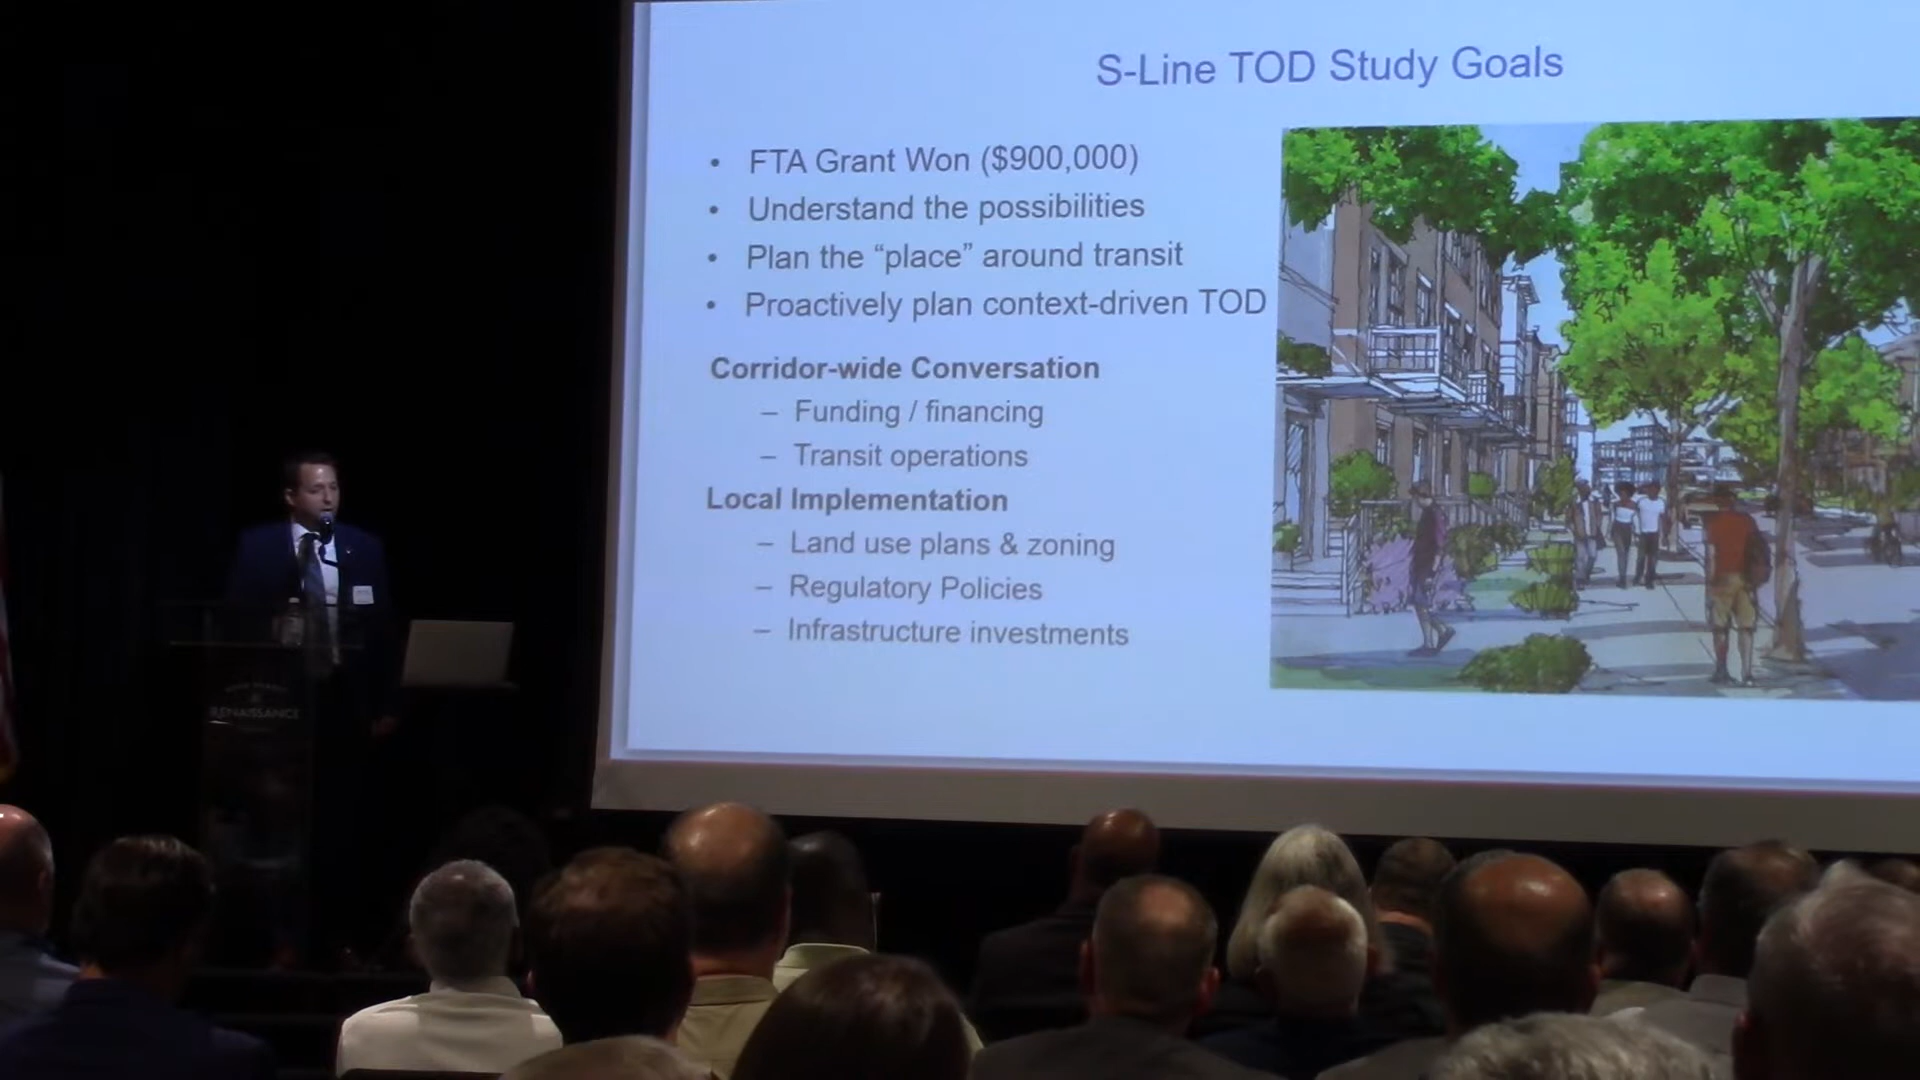 S-Line TOD Study Goals
• FTA Grant Won ($900,000)
• Understand the possibilities
• Plan the “place” around transit
• Proactively plan context-driven TOD
Corridor-wide Conversation
– Funding / financing
– Transit operations
Local Implementation
– Land use plans & zoning
– Regulatory Policies
– Infrastructure investments
RENAISSANCE